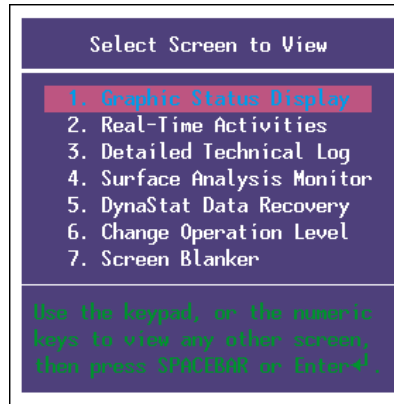 Select Screen to View
1. Graphic Status Display
2. Real-Time Activities
3. Detailed Technical Log
4. Surface Analysis Monitor
5. DynaStat Data Recovery
6. Change Operation Level
7. Screen Blanker
Use the keypad, or the numeric
keys to view any other screen,
then press SPACEBAR or Enter↵.